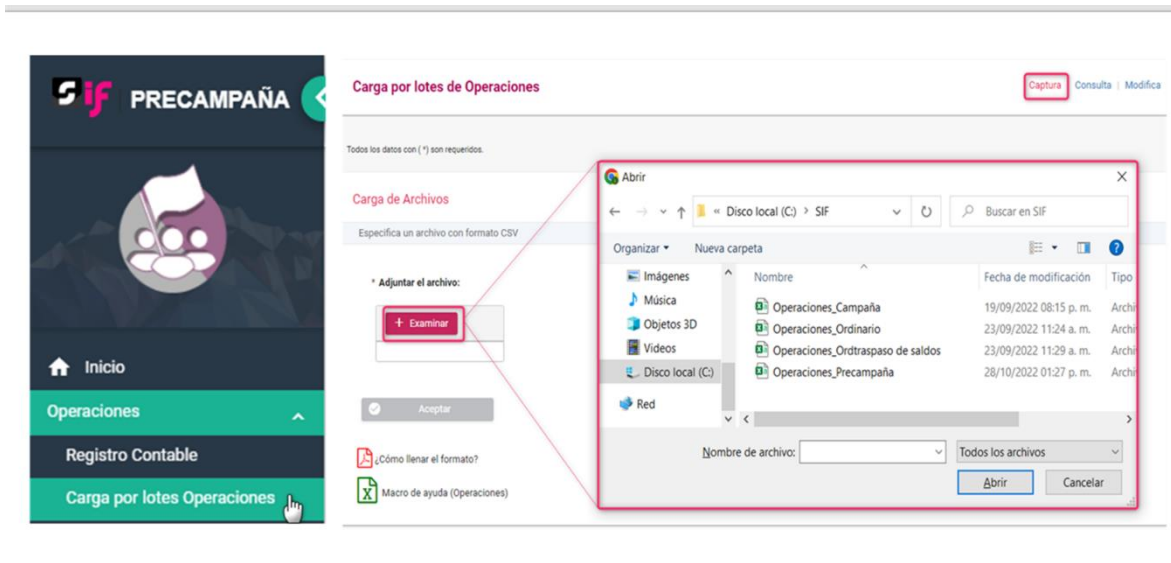 Sif PRECAMPAÑA
Inicio
Operaciones
Registro Contable
Carga por lotes Operaciones
Carga por lotes de Operaciones
Captura Consulta | Modifica
Todos los datos con ( *) son requeridos.
Carga de Archivos
Especifica un archivo con formato CSV
* Adjuntar el archivo:
+ Examinar
Aceptar
¿Cómo llenar el formato?
Macro de ayuda (Operaciones)
Abrir
« Disco local (C:) > SIF
Buscar en SIF
Organizar
Nueva carpeta
Imágenes
Música
Objetos 3D
Videos
Disco local (C:)
Red
Nombre Fecha de modificación Tipo
Operaciones_Campaña 19/09/2022 08:15 p. m. Archi
Operaciones_Ordinario 23/09/2022 11:24 a. m. Archi
Operaciones_Ordtraspaso de saldos 23/09/2022 11:29 a. m. Archi
Operaciones_Precampaña 28/10/2022 01:27 p. m. Archi
Nombre de archivo:
Todos los archivos
Abrir Cancelar